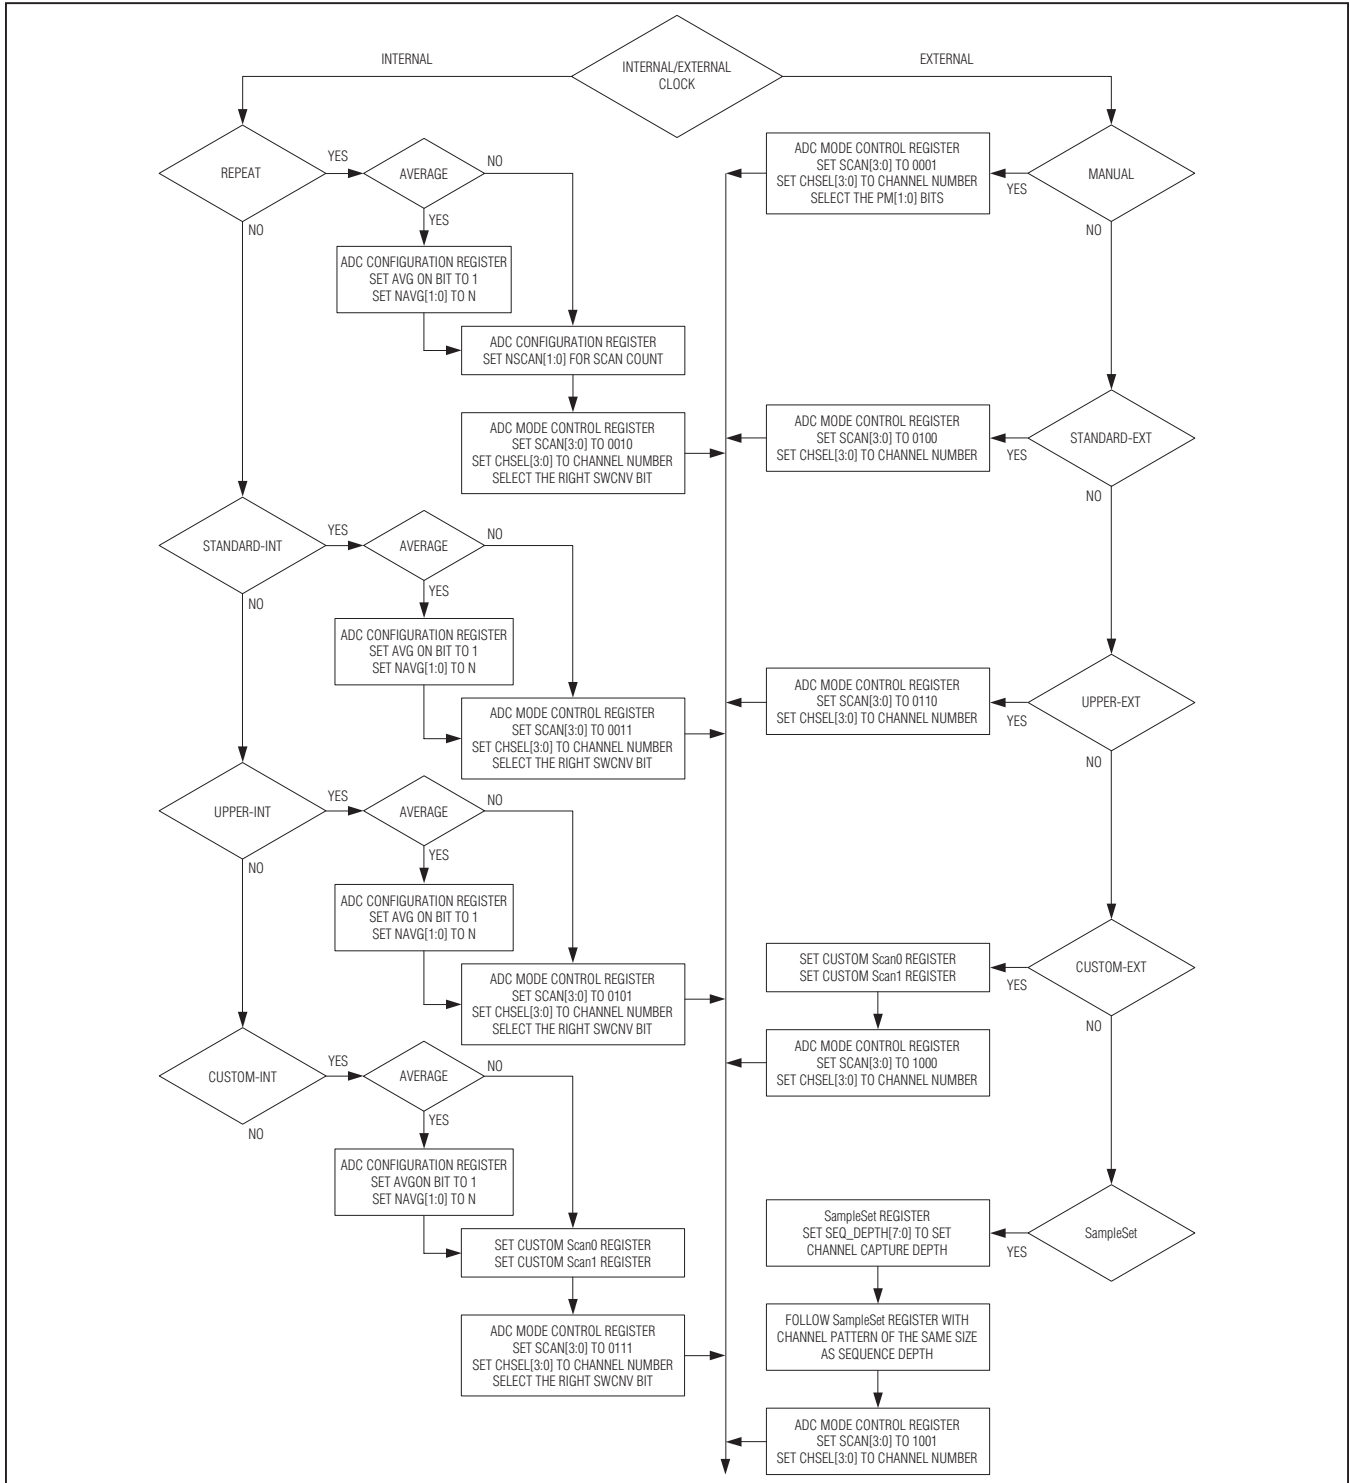 INTERNAL
INTERNAL/EXTERNAL
CLOCK
EXTERNAL
REPEAT
YES
AVERAGE
NO
YES
NO
ADC CONFIGURATION REGISTER
SET AVG ON BIT TO 1
SET NAVG[1:0] TO N
ADC CONFIGURATION REGISTER
SET NSCAN[1:0] FOR SCAN COUNT
ADC MODE CONTROL REGISTER
SET SCAN[3:0] TO 0010
SET CHSEL[3:0] TO CHANNEL NUMBER
SELECT THE RIGHT SWCNV BIT
STANDARD-INT
YES
AVERAGE
NO
YES
NO
ADC CONFIGURATION REGISTER
SET AVG ON BIT TO 1
SET NAVG[1:0] TO N
ADC MODE CONTROL REGISTER
SET SCAN[3:0] TO 0011
SET CHSEL[3:0] TO CHANNEL NUMBER
SELECT THE RIGHT SWCNV BIT
UPPER-INT
YES
AVERAGE
NO
YES
NO
ADC CONFIGURATION REGISTER
SET AVG ON BIT TO 1
SET NAVG[1:0] TO N
ADC MODE CONTROL REGISTER
SET SCAN[3:0] TO 0101
SET CHSEL[3:0] TO CHANNEL NUMBER
SELECT THE RIGHT SWCNV BIT
CUSTOM-INT
YES
AVERAGE
NO
YES
NO
ADC CONFIGURATION REGISTER
SET AVGON BIT TO 1
SET NAVG[1:0] TO N
SET CUSTOM Scan0 REGISTER
SET CUSTOM Scan1 REGISTER
ADC MODE CONTROL REGISTER
SET SCAN[3:0] TO 0111
SET CHSEL[3:0] TO CHANNEL NUMBER
SELECT THE RIGHT SWCNV BIT
ADC MODE CONTROL REGISTER
SET SCAN[3:0] TO 0001
SET CHSEL[3:0] TO CHANNEL NUMBER
SELECT THE PM[1:0] BITS
YES
MANUAL
NO
ADC MODE CONTROL REGISTER
SET SCAN[3:0] TO 0100
SET CHSEL[3:0] TO CHANNEL NUMBER
YES
STANDARD-EXT
NO
ADC MODE CONTROL REGISTER
SET SCAN[3:0] TO 0110
SET CHSEL[3:0] TO CHANNEL NUMBER
YES
UPPER-EXT
NO
SET CUSTOM Scan0 REGISTER
SET CUSTOM Scan1 REGISTER
YES
CUSTOM-EXT
NO
ADC MODE CONTROL REGISTER
SET SCAN[3:0] TO 1000
SET CHSEL[3:0] TO CHANNEL NUMBER
SampleSet REGISTER
SET SEQ_DEPTH[7:0] TO SET
CHANNEL CAPTURE DEPTH
YES
SampleSet
FOLLOW SampleSet REGISTER WITH
CHANNEL PATTERN OF THE SAME SIZE
AS SEQUENCE DEPTH
ADC MODE CONTROL REGISTER
SET SCAN[3:0] TO 1001
SET CHSEL[3:0] TO CHANNEL NUMBER